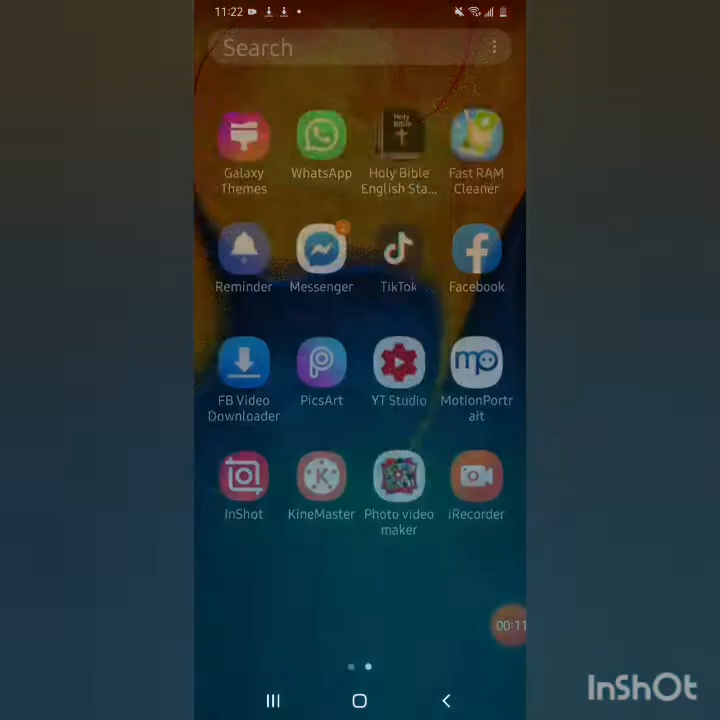 11:22
Search
Galaxy Themes
WhatsApp
Holy Bible English Sta...
Fast RAM Cleaner
Reminder
Messenger
TikTok
Facebook
FB Video Downloader
PicsArt
YT Studio
MotionPortrait
InShot
KineMaster
Photo video maker
iRecorder
00:11
InShOt